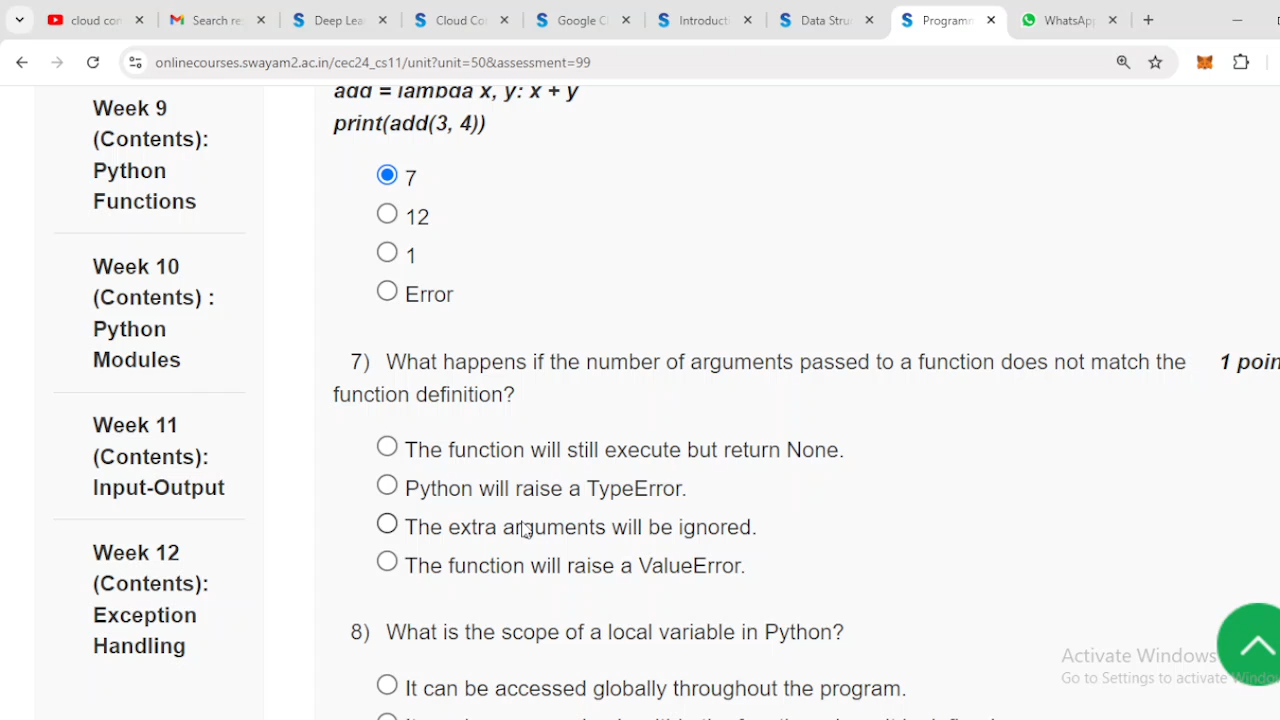 cloud con
Search re
Deep Lea
Cloud Co
Google C
Introducti
Data Stru
Programn
WhatsAp
onlinecourses.swayam2.ac.in/cec24_cs11/unit?unit=50&assessment=99
Week 9
(Contents):
Python
Functions
Week 10
(Contents) :
Python
Modules
Week 11
(Contents):
Input-Output
Week 12
(Contents):
Exception
Handling
add = lambda x, y: x + y
print(add(3, 4))
7
12
1
Error
7) What happens if the number of arguments passed to a function does not match the 1 poin
function definition?
The function will still execute but return None.
Python will raise a TypeError.
The extra arguments will be ignored.
The function will raise a ValueError.
8) What is the scope of a local variable in Python?
It can be accessed globally throughout the program.
Activate Windows
Go to Settings to activate Windo